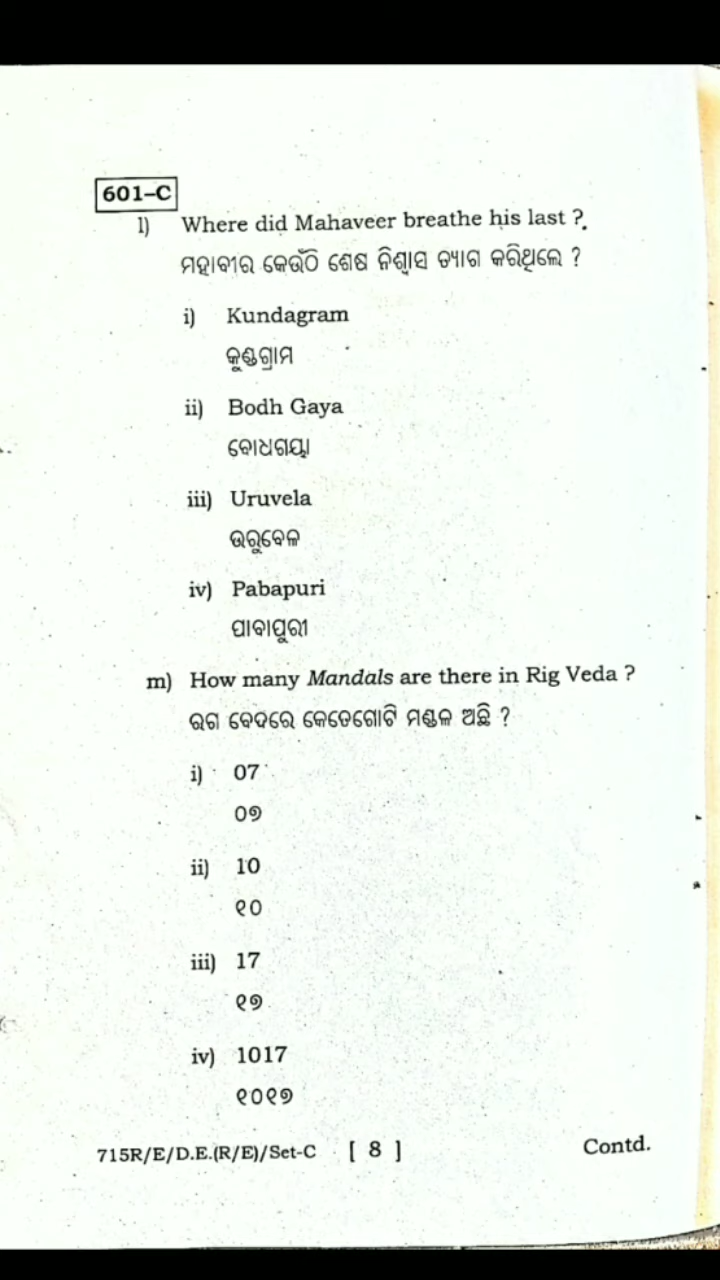 601–C
l) Where did Mahaveer breathe his last ?
ମହାବୀର କେଉଁଠି ଶେଷ ନିଶ୍ୱାସ ତ୍ୟାଗ କରିଥିଲେ ?
i) Kundagram
କୁଣ୍ଡଗ୍ରାମ
ii) Bodh Gaya
ବୋଧଗୟା
iii) Uruvela
ଉରୁବେଳ
iv) Pabapuri
ପାବାପୁରୀ
m) How many Mandals are there in Rig Veda ?
ଋଗ ବେଦରେ କେତେଗୋଟି ମଣ୍ଡଳ ଅଛି ?
i) 07
୦୭
ii) 10
୧୦
iii) 17
୧୭
iv) 1017
୧୦୧୭
715R/E/D.E.(R/E)/Set-C [ 8 ] Contd.